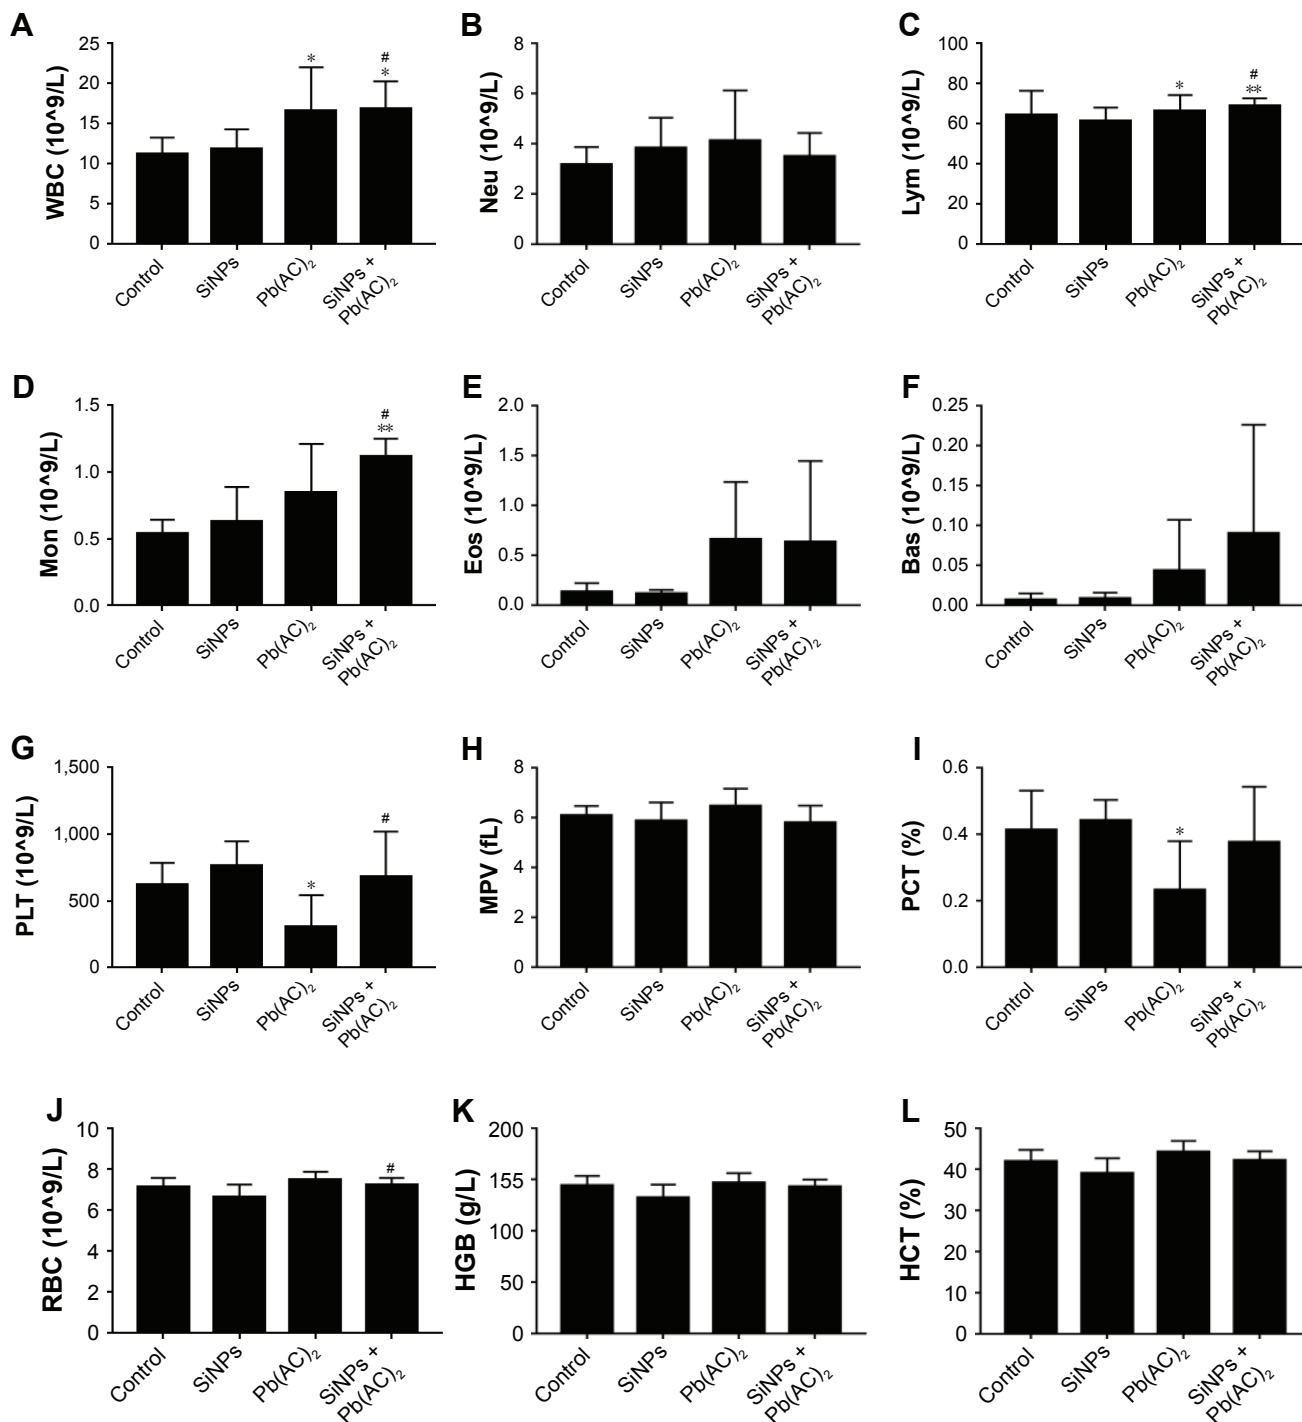 A
WBC (10^9/L)
25
20
15
10
5
0
*
#
*
Control
SiNPs
Pb(AC)₂
SiNPs +
Pb(AC)₂
B
Neu (10^9/L)
8
6
4
2
0
Control
SiNPs
Pb(AC)₂
SiNPs +
Pb(AC)₂
C
Lym (10^9/L)
100
80
60
40
20
0
*
#
**
Control
SiNPs
Pb(AC)₂
SiNPs +
Pb(AC)₂
D
Mon (10^9/L)
1.5
1.0
0.5
0.0
#
**
Control
SiNPs
Pb(AC)₂
SiNPs +
Pb(AC)₂
E
Eos (10^9/L)
2.0
1.5
1.0
0.5
0.0
Control
SiNPs
Pb(AC)₂
SiNPs +
Pb(AC)₂
F
Bas (10^9/L)
0.25
0.20
0.15
0.10
0.05
0.00
Control
SiNPs
Pb(AC)₂
SiNPs +
Pb(AC)₂
G
PLT (10^9/L)
1,500
1,000
500
0
*
#
Control
SiNPs
Pb(AC)₂
SiNPs +
Pb(AC)₂
H
MPV (fL)
8
6
4
2
0
Control
SiNPs
Pb(AC)₂
SiNPs +
Pb(AC)₂
I
PCT (%)
0.6
0.4
0.2
0.0
*
Control
SiNPs
Pb(AC)₂
SiNPs +
Pb(AC)₂
J
RBC (10^9/L)
10
8
6
4
2
0
#
Control
SiNPs
Pb(AC)₂
SiNPs +
Pb(AC)₂
K
HGB (g/L)
200
155
100
50
0
Control
SiNPs
Pb(AC)₂
SiNPs +
Pb(AC)₂
L
HCT (%)
50
40
30
20
10
0
Control
SiNPs
Pb(AC)₂
SiNPs +
Pb(AC)₂